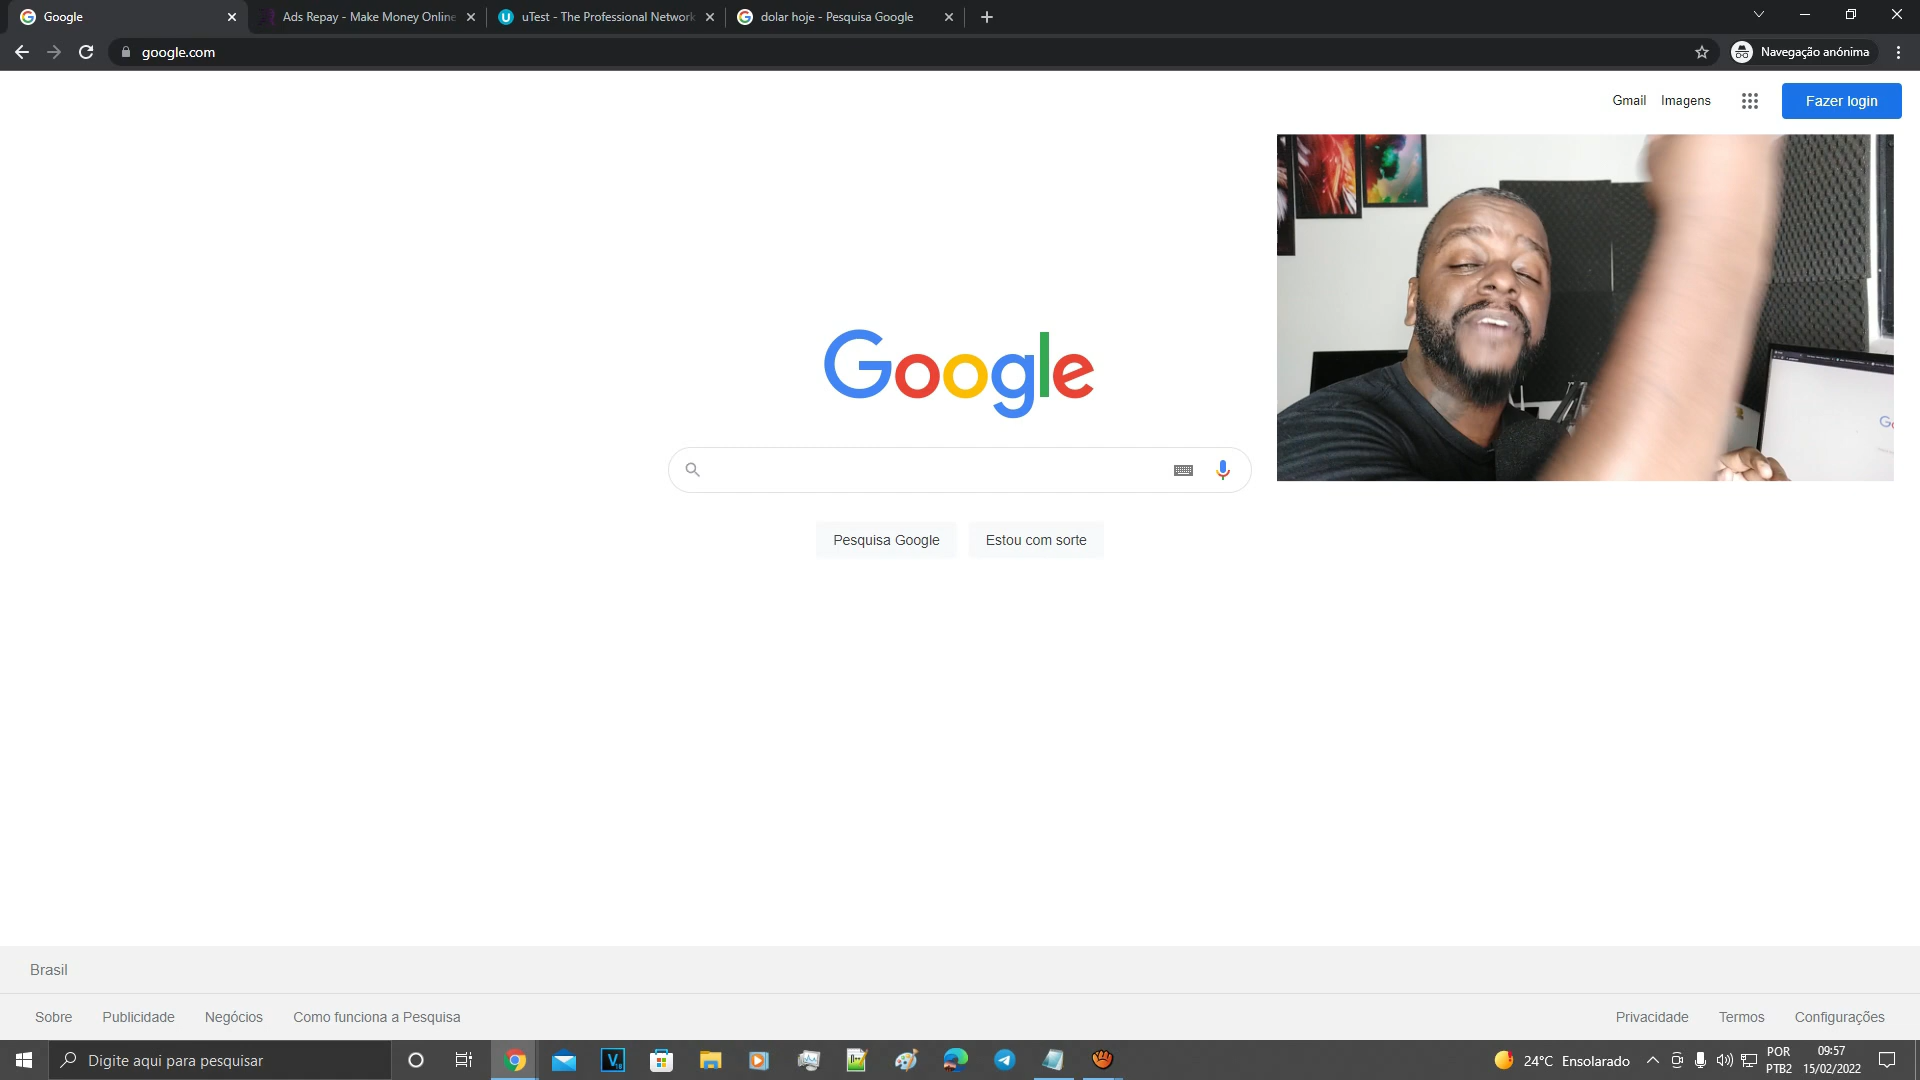 Google
Ads Repay - Make Money Online
uTest - The Professional Network
dolar hoje - Pesquisa Google
google.com
Navegação anónima
Gmail
Imagens
Fazer login
Google
Pesquisa Google
Estou com sorte
Brasil
Sobre
Publicidade
Negócios
Como funciona a Pesquisa
Privacidade
Termos
Configurações
Digite aqui para pesquisar
24°C Ensolarado
POR
PTB2
09:57
15/02/2022